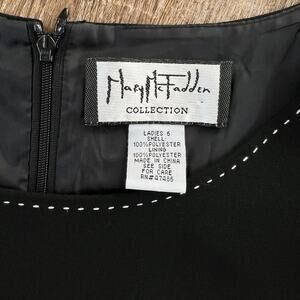 Mary McFadden
COLLECTION
LADIES 6
SHELL:
100%POLYESTER
LINING
100%POLYESTER
MADE IN CHINA
SEE SIDE
FOR CARE
RN#47486